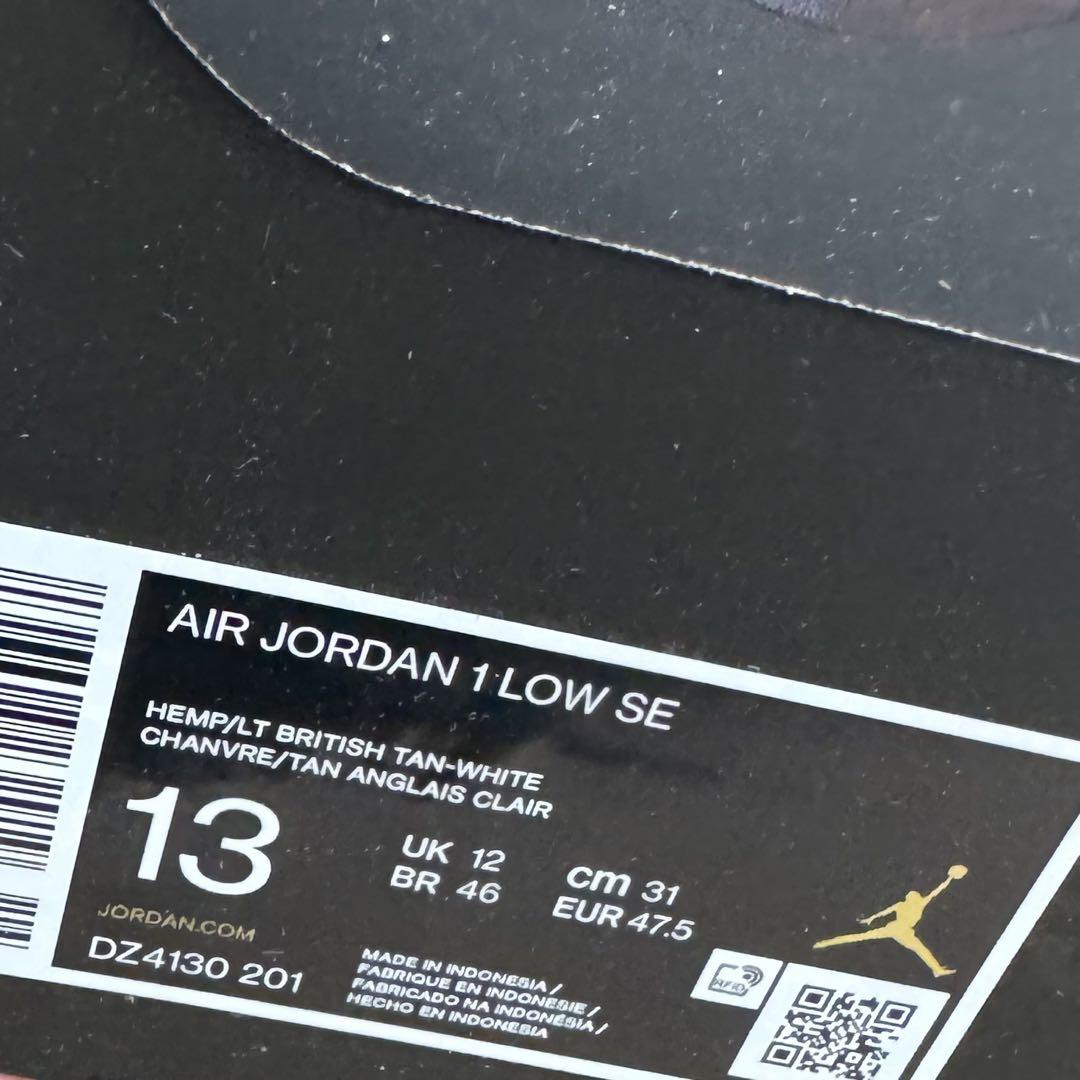 AIR JORDAN 1 LOW SE
HEMP/LT BRITISH TAN-WHITE
CHANVRE/TAN ANGLAIS CLAIR
13
UK 12
BR 46
cm 31
EUR 47.5
JORDAN.COM
DZ4130 201
MADE IN INDONESIA /
FABRIQUE EN INDONESIE /
FABRICADO NA INDONÉSIA /
HECHO EN INDONESIA
RFID